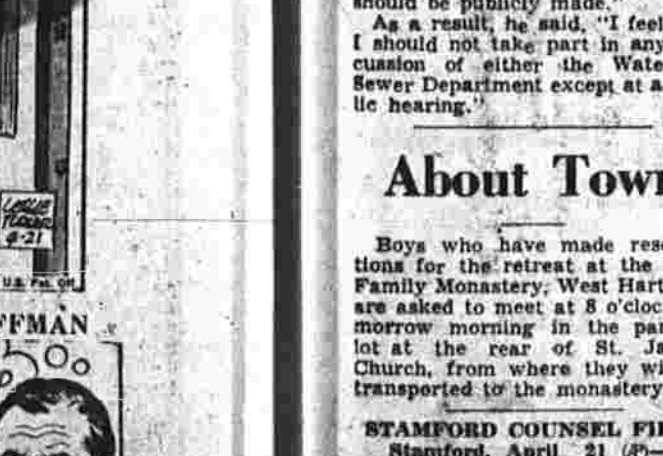 U.S. Pat. Off.
FFMAN
should be publicly made."
As a result, he said, "I feel
I should not take part in any
cussion of either the Wate
Sewer Department except at a
lic hearing."
About Town
Boys who have made rese
tions for the retreat at the
Family Monastery, West Hart
are asked to meet at 8 o'cloc
morrow morning in the par
lot at the rear of St. Ja
Church, from where they wi
transported to the monastery
STAMFORD COUNSEL FI
Stamford, April 21 (AP)—